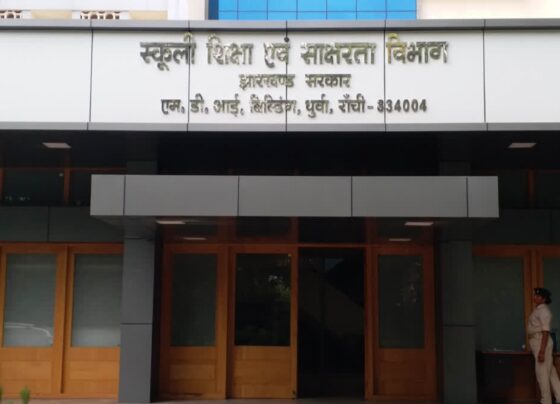 स्कूली शिक्षा एवं साक्षरता विभाग
झारखण्ड सरकार
एम. डी. आई. बिल्डिंग, धुर्वा, राँची - 834004